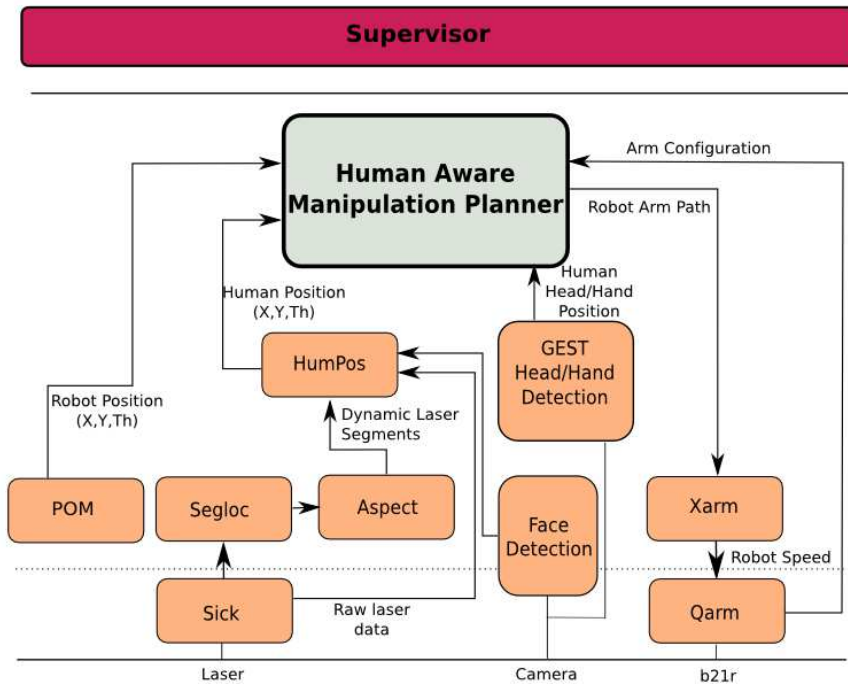 Supervisor
Human Aware
Manipulation Planner
Arm Configuration
Robot Arm Path
Human
Head/Hand
Position
Human Position
(X,Y,Th)
HumPos
GEST
Head/Hand
Detection
Robot Position
(X,Y,Th)
Dynamic Laser
Segments
POM
Segloc
Aspect
Face
Detection
Xarm
Robot Speed
Sick
Raw laser
data
Qarm
Laser
Camera
b21r